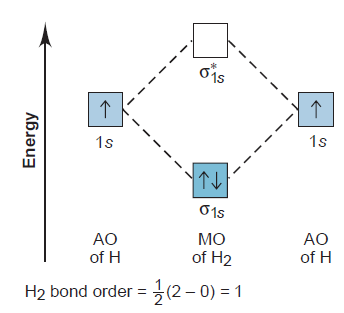 Energy
σ*1s
↑
1s
↑
1s
↑↓
σ1s
AO
of H
MO
of H2
AO
of H
H2 bond order = 1/2(2 – 0) = 1